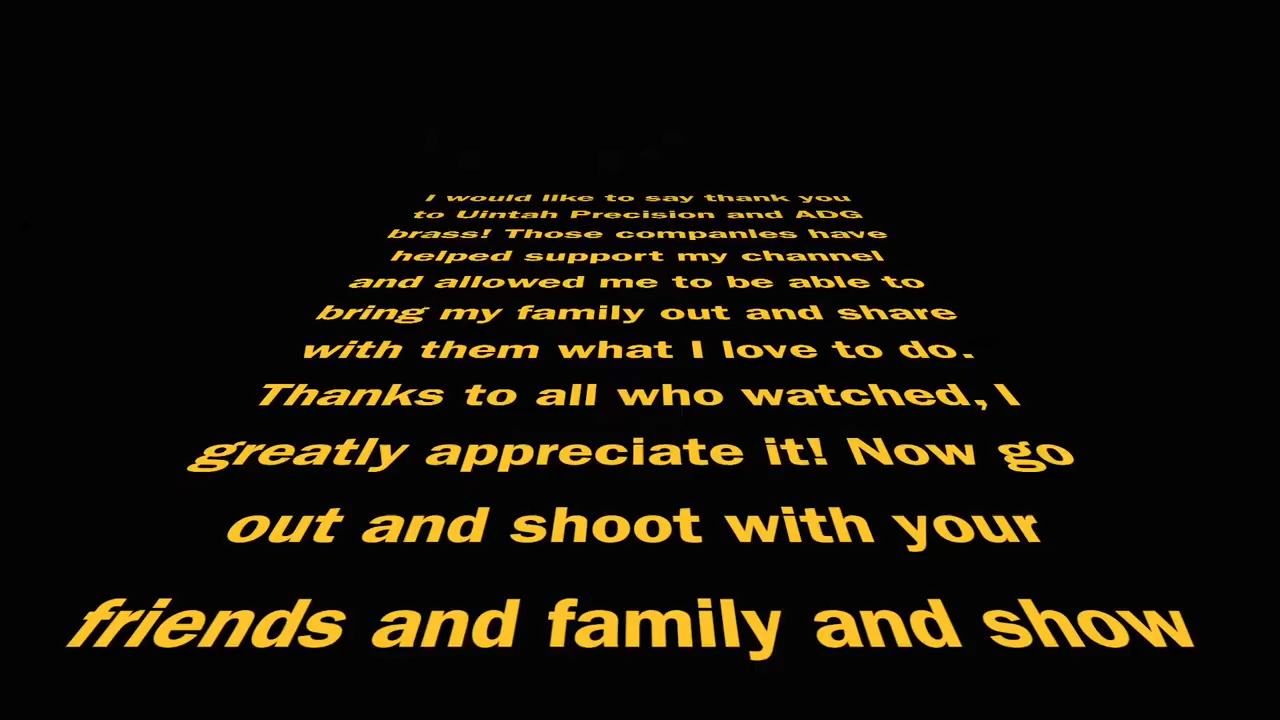 I would like to say thank you
to Uintah Precision and ADG
brass! Those companies have
helped support my channel
and allowed me to be able to
bring my family out and share
with them what I love to do.
Thanks to all who watched, I
greatly appreciate it! Now go
out and shoot with your
friends and family and show